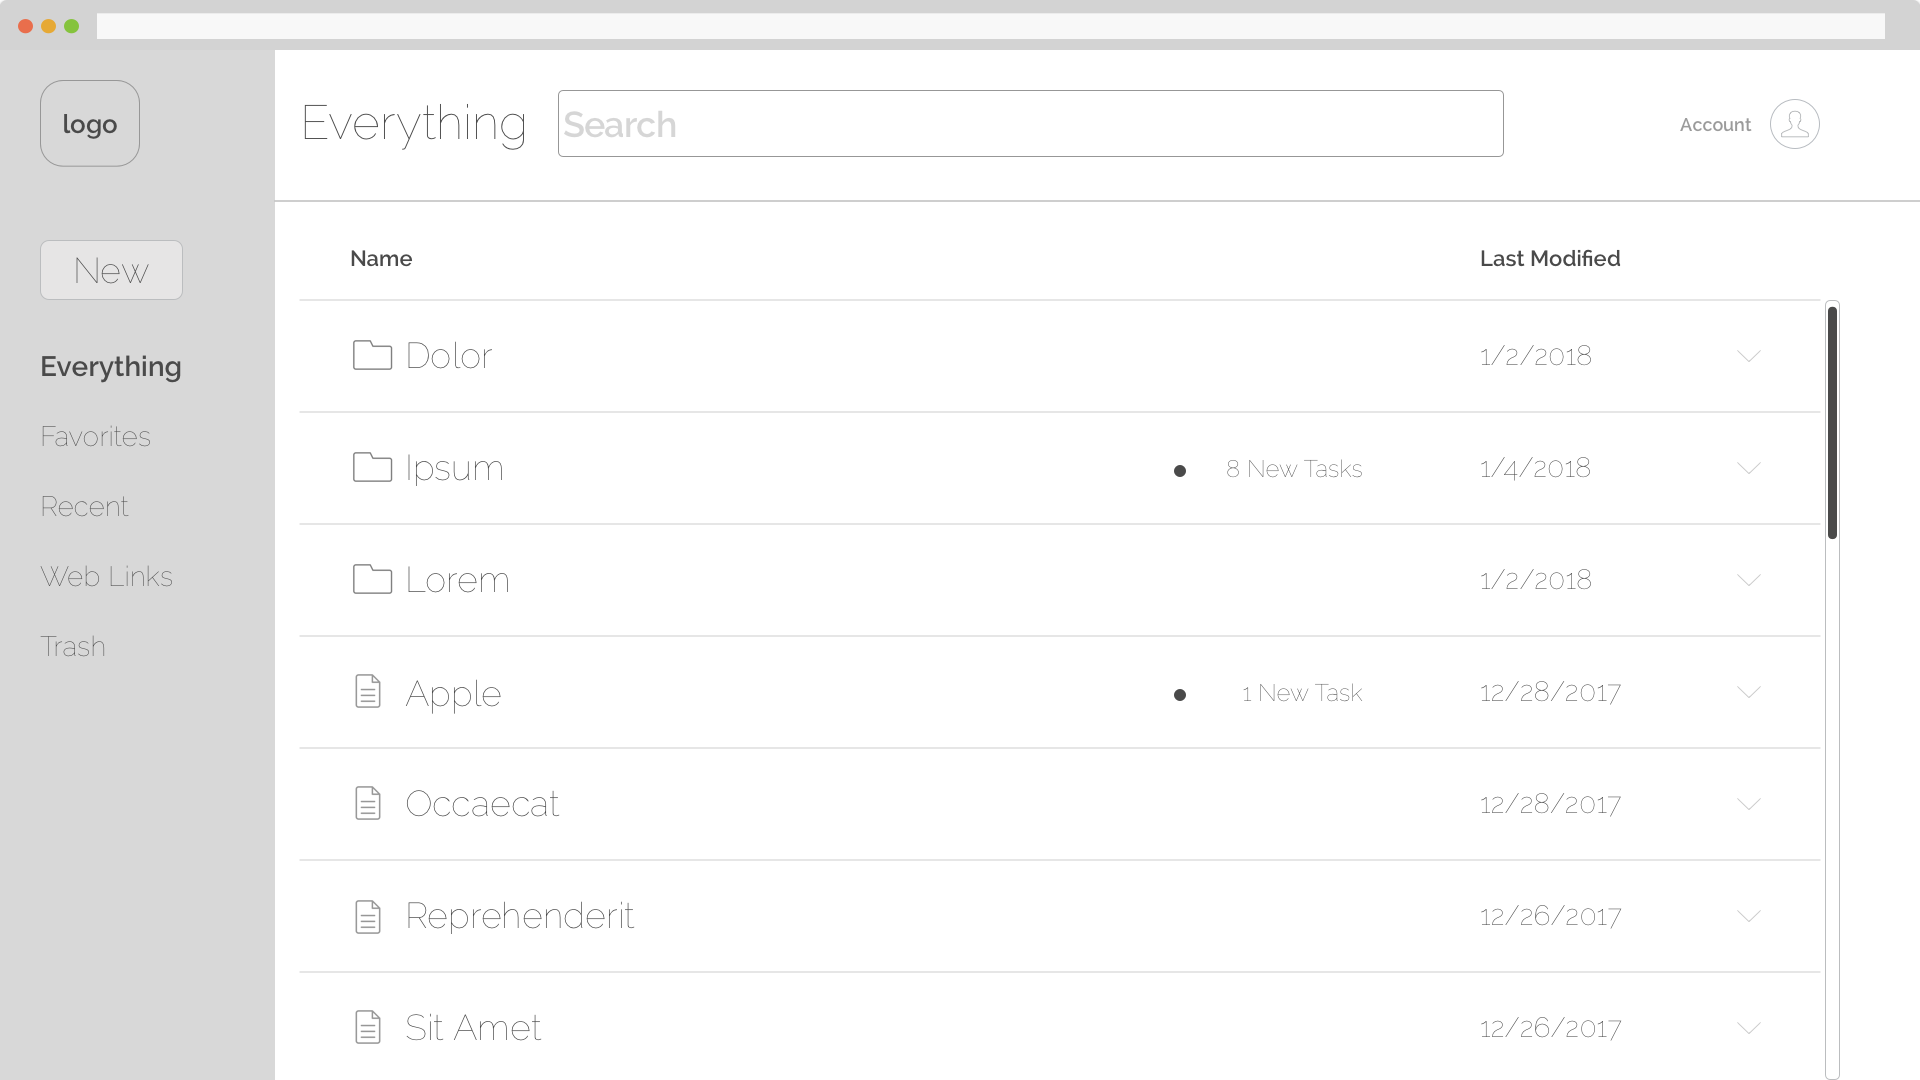 logo
Everything
Search
Account
New
Everything
Favorites
Recent
Web Links
Trash
Name Last Modified
Dolor 1/2/2018
Ipsum 8 New Tasks 1/4/2018
Lorem 1/2/2018
Apple 1 New Task 12/28/2017
Occaecat 12/28/2017
Reprehenderit 12/26/2017
Sit Amet 12/26/2017